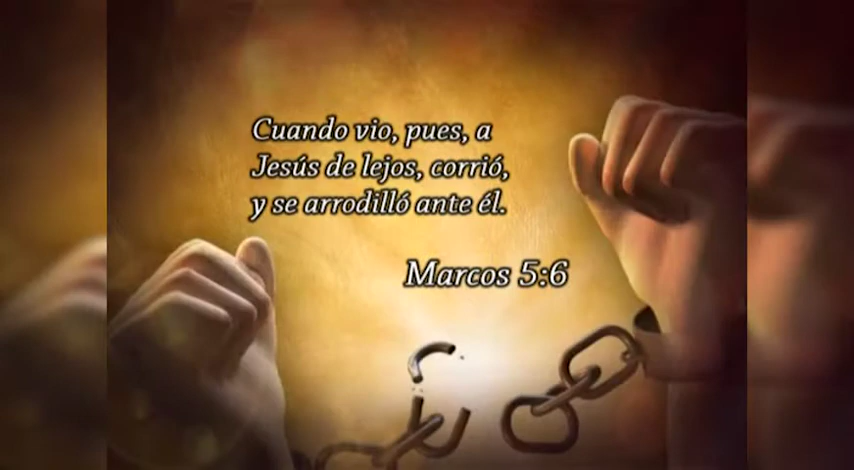 Cuando vio, pues, a
Jesús de lejos, corrió,
y se arrodilló ante él.
Marcos 5:6